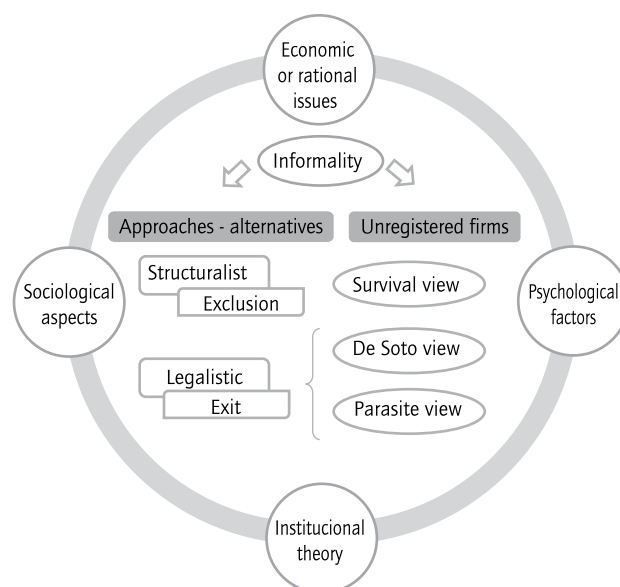 Economic
or rational
issues
Informality
Approaches - alternatives
Unregistered firms
Structuralist
Exclusion
Survival view
Sociological
aspects
Psychological
factors
De Soto view
Legalistic
Exit
Parasite view
Institucional
theory